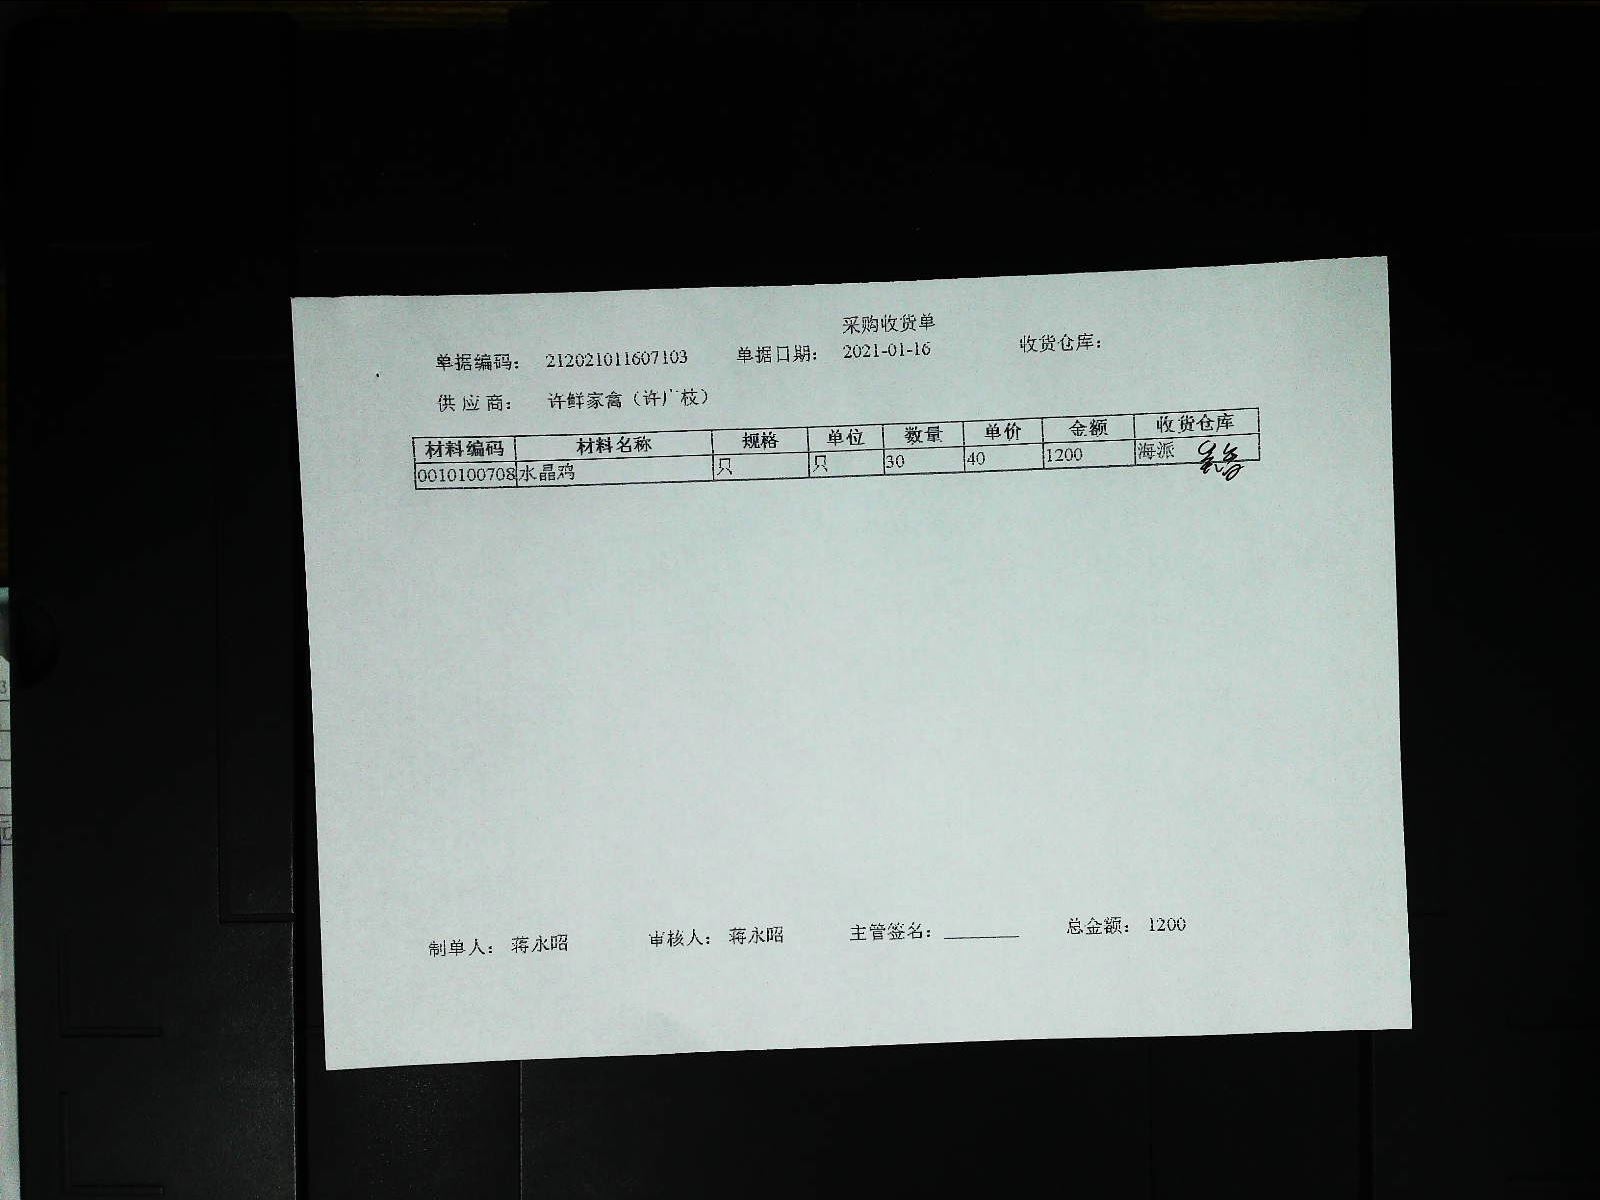 采购收货单
单据编码： 212021011607103 单据日期： 2021-01-16 收货仓库：
供 应 商： 许鲜家禽（许广枝）
材料编码 材料名称 规格 单位 数量 单价 金额 收货仓库
0010100708 水晶鸡 只 只 30 40 1200 海派
制单人： 蒋永昭 审核人： 蒋永昭 主管签名：________ 总金额： 1200